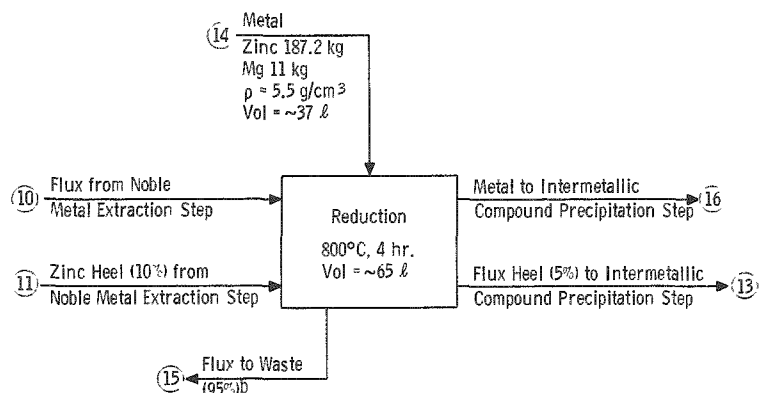 Metal
14
Zinc 187.2 kg
Mg 11 kg
ρ = 5.5 g/cm3
Vol = ~37 ℓ
Flux from Noble
10
Metal Extraction Step
Reduction
800°C, 4 hr.
Vol = ~65 ℓ
Metal to Intermetallic
16
Compound Precipitation Step
Zinc Heel (10%) from
11
Noble Metal Extraction Step
Flux Heel (5%) to Intermetallic
13
Compound Precipitation Step
Flux to Waste
15
(95%)b